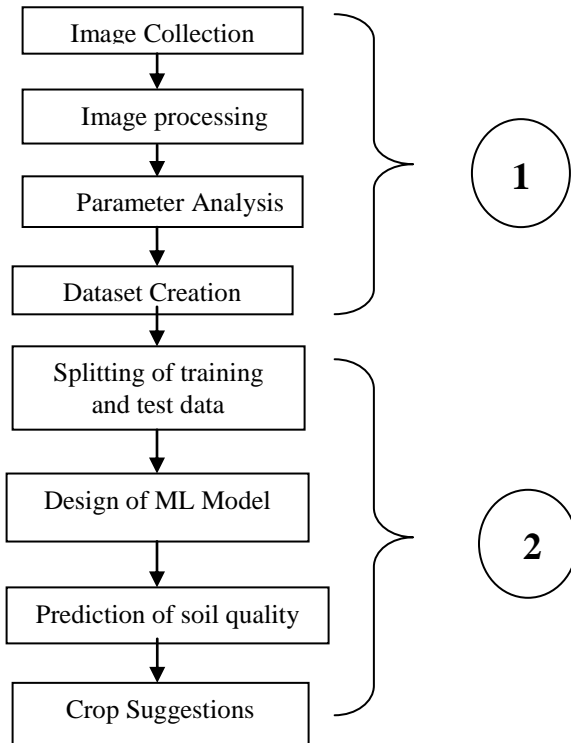 Image Collection
Image processing
Parameter Analysis
Dataset Creation
1
Splitting of training
and test data
Design of ML Model
Prediction of soil quality
Crop Suggestions
2